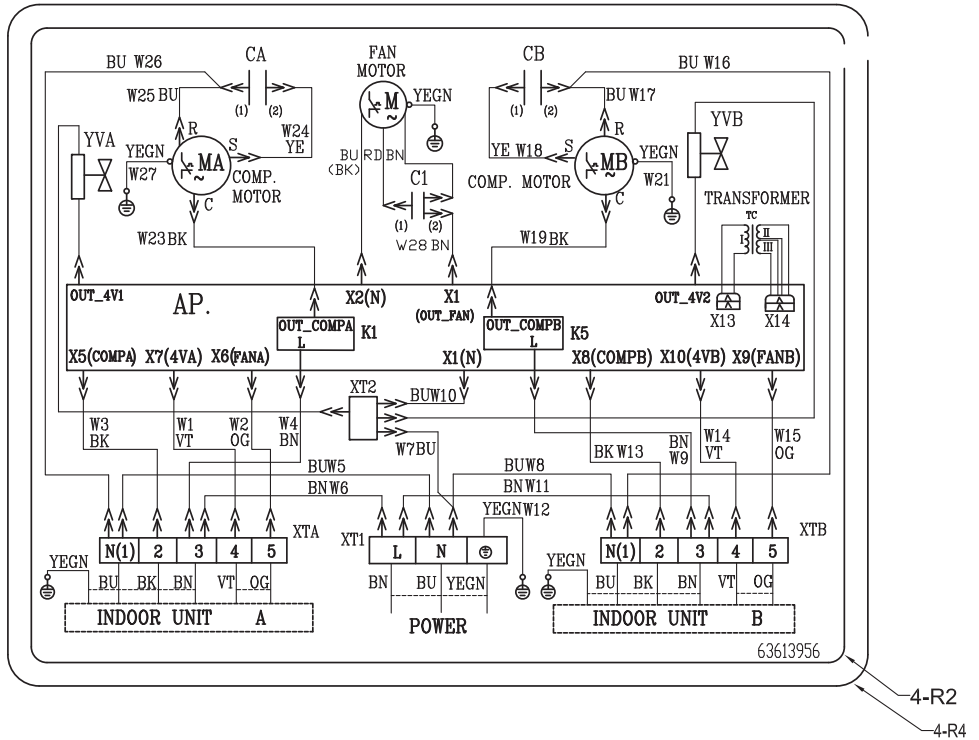 CA
FAN
MOTOR
CB
BU W26
BU W16
W25 BU
(1) (2)
M
~
YEGN
(1) (2)
BU W17
YVA
R
W24
YE
R
YVB
YEGN
W27
MA
~
S
COMP.
MOTOR
BU
(BK)
RD
BN
YE W18
S
COMP. MOTOR
MB
~
YEGN
W21
C
C1
(1) (2)
C
TRANSFORMER
TC
I
II
III
W23BK
W28 BN
W19BK
OUT_4V1
AP.
X2(N)
X1
(OUT_FAN)
OUT_4V2
X13
X14
OUT_COMPA
L
K1
OUT_COMPB
L
K5
X5(COMPA)
X7(4VA)
X6(FANA)
X1(N)
X8(COMPB)
X10(4VB)
X9(FANB)
XT2
BUW10
W3
BK
W1
VT
W2
OG
W4
BN
W7BU
BK W13
BN
W9
W14
VT
W15
OG
BUW5
BUW8
BNW6
BNW11
YEGNW12
XTA
XT1
XTB
N(1) 2 3 4 5
L N
N(1) 2 3 4 5
YEGN
BU BK BN VT OG
BN BU YEGN
YEGN
BU BK BN VT OG
INDOOR UNIT A
POWER
INDOOR UNIT B
63613956
4-R2
4-R4